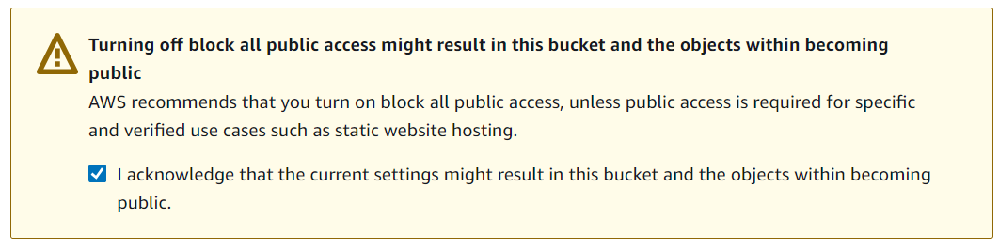 Turning off block all public access might result in this bucket and the objects within becoming
public
AWS recommends that you turn on block all public access, unless public access is required for specific
and verified use cases such as static website hosting.
I acknowledge that the current settings might result in this bucket and the objects within becoming
public.